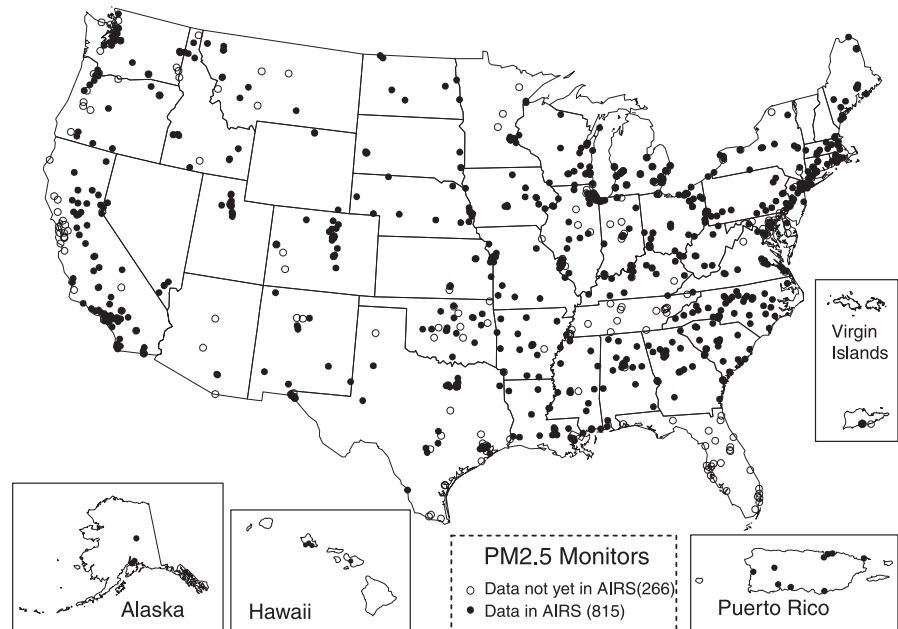 Virgin
Islands
Alaska
Hawaii
PM2.5 Monitors
Data not yet in AIRS(266)
Data in AIRS (815)
Puerto Rico